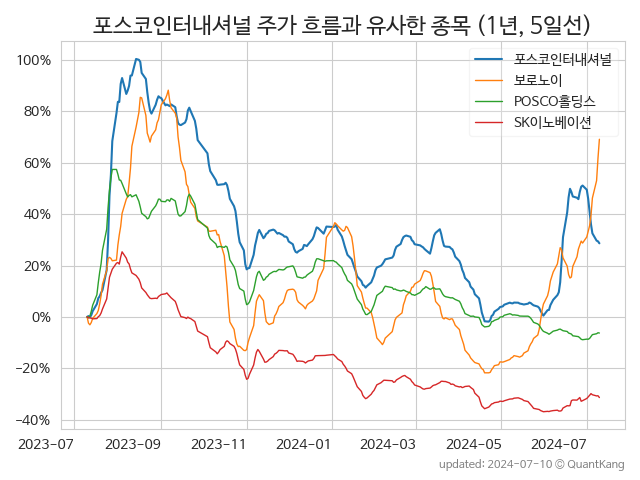 포스코인터내셔널 주가 흐름과 유사한 종목 (1년, 5일선)
포스코인터내셔널
보로노이
POSCO홀딩스
SK이노베이션
100%
80%
60%
40%
20%
0%
−20%
−40%
2023-07 2023-09 2023-11 2024-01 2024-03 2024-05 2024-07
updated: 2024-07-10 © QuantKang